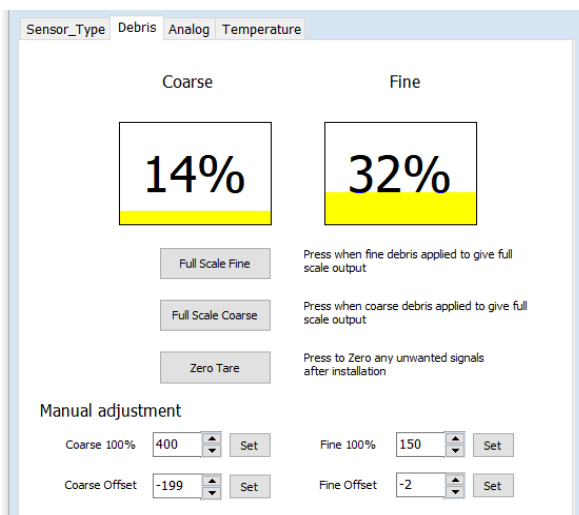 Sensor_Type Debris Analog Temperature
Coarse Fine
14% 32%
Full Scale Fine Press when fine debris applied to give full
scale output
Full Scale Coarse Press when coarse debris applied to give full
scale output
Zero Tare Press to Zero any unwanted signals
after installation
Manual adjustment
Coarse 100% 400 Set Fine 100% 150 Set
Coarse Offset -199 Set Fine Offset -2 Set